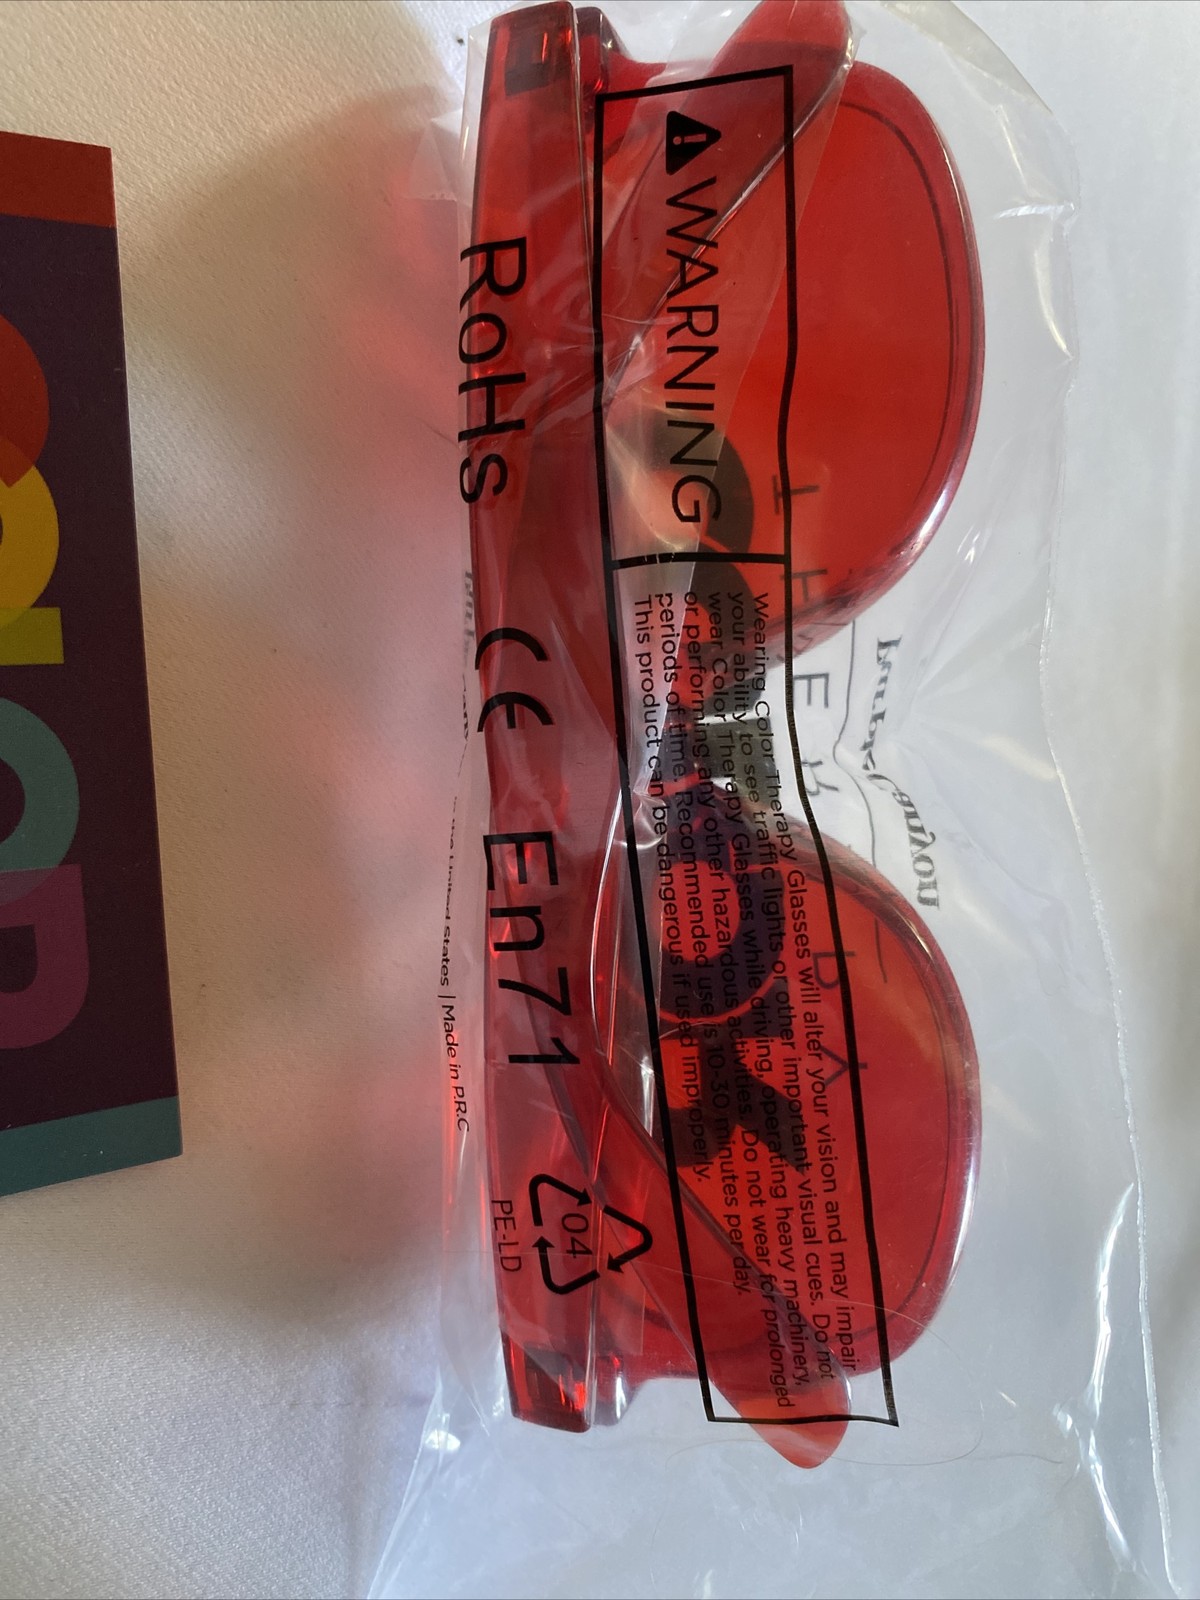 WARNING
Wearing Color Therapy Glasses will alter your vision and may impair
your ability to see traffic lights or other important visual cues. Do not
wear Color Therapy Glasses while driving, operating heavy machinery,
or performing any other hazardous activities. Do not wear for prolonged
periods of time. Recommended use is 10-30 minutes per day.
This product can be dangerous if used improperly.
RoHS CE En71
04
PE-LD
the United States | Made in P.R.C